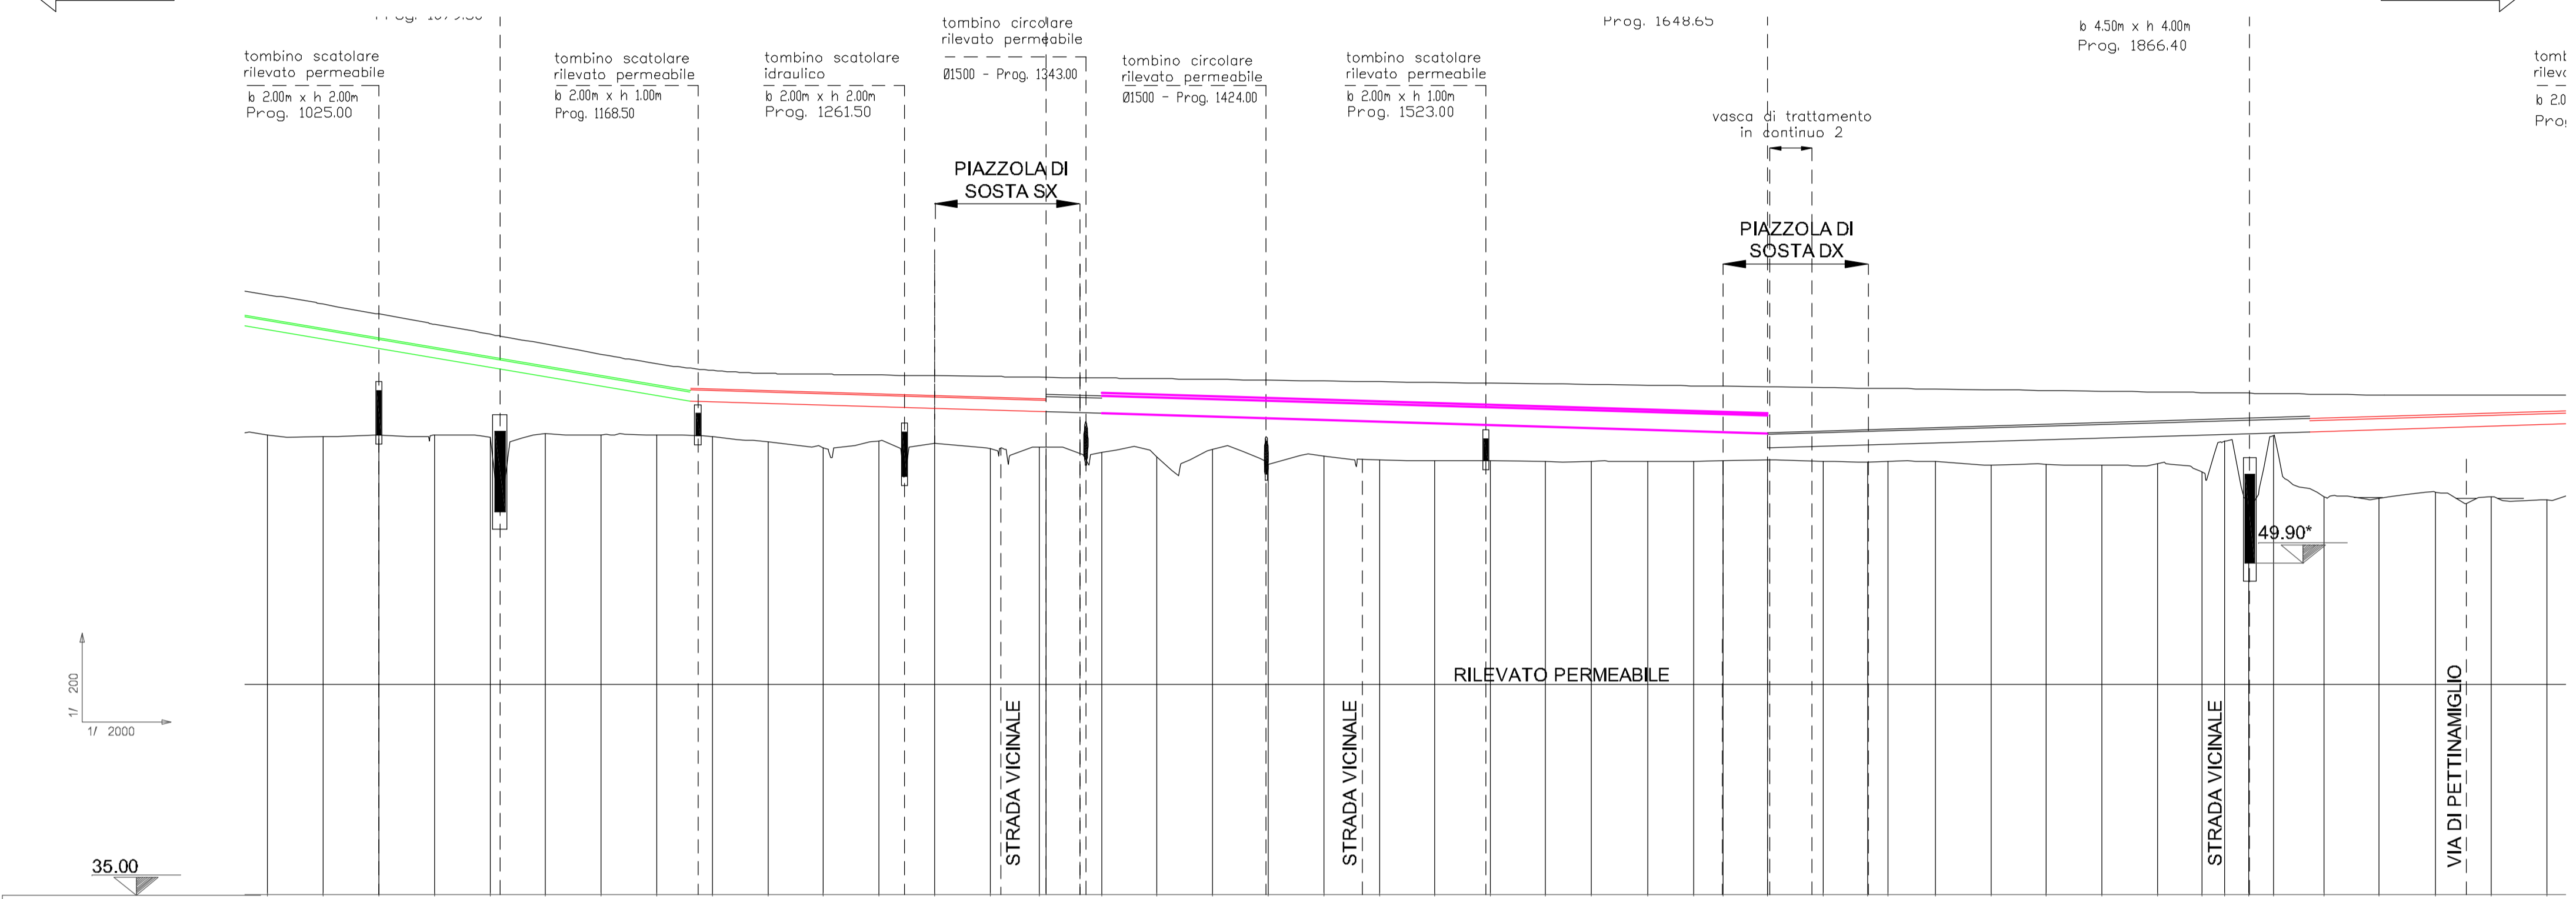 tombino scatolare
rilevato permeabile
b 2.00m x h 2.00m
Prog. 1025.00
tombino scatolare
rilevato permeabile
b 2.00m x h 1.00m
Prog. 1168.50
tombino scatolare
idraulico
b 2.00m x h 2.00m
Prog. 1261.50
tombino circolare
rilevato permeabile
Ø1500 - Prog. 1343.00
tombino circolare
rilevato permeabile
Ø1500 - Prog. 1424.00
tombino scatolare
rilevato permeabile
b 2.00m x h 1.00m
Prog. 1523.00
Prog. 1648.65
vasca di trattamento
in continuo 2
b 4.50m x h 4.00m
Prog. 1866.40
PIAZZOLA DI
SOSTA SX
PIAZZOLA DI
SOSTA DX
49.90*
RILEVATO PERMEABILE
1/ 200
1/ 2000
STRADA VICINALE
STRADA VICINALE
STRADA VICINALE
VIA DI PETTINAMIGLIO
35.00